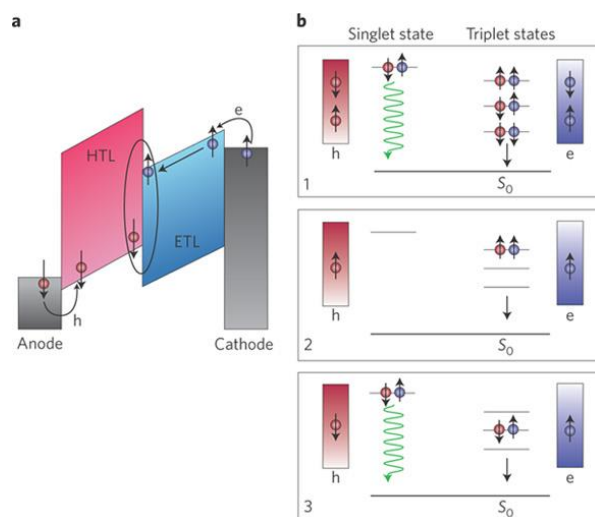 a
HTL
ETL
e
h
Anode
Cathode
b
Singlet state
Triplet states
h
e
S0
1
h
e
S0
2
h
e
S0
3